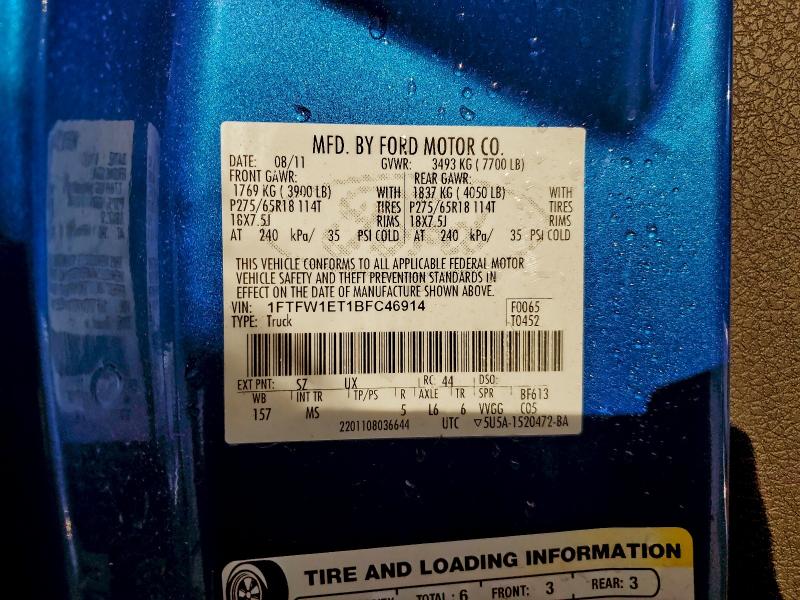 MFD. BY FORD MOTOR CO.
DATE: 08/11 GVWR: 3493 KG ( 7700 LB)
FRONT GAWR: REAR GAWR:
1769 KG ( 3900 LB) WITH 1837 KG ( 4050 LB) WITH
P275/65R18 114T TIRES P275/65R18 114T TIRES
18X7.5J RIMS 18X7.5J RIMS
AT 240 kPa/ 35 PSI COLD AT 240 kPa/ 35 PSI COLD
THIS VEHICLE CONFORMS TO ALL APPLICABLE FEDERAL MOTOR
VEHICLE SAFETY AND THEFT PREVENTION STANDARDS IN
EFFECT ON THE DATE OF MANUFACTURE SHOWN ABOVE.
VIN: 1FTFW1ET1BFC46914 F0065
TYPE: Truck T0452
EXT PNT: SZ UX RC: 44 DSO:
WB INT TR TP/PS R AXLE TR SPR BF613
157 MS 5 L6 6 VVGG C05
2201108036644 UTC ▽5U5A-1520472-BA
TIRE AND LOADING INFORMATION
TOTAL: 6 FRONT: 3 REAR: 3